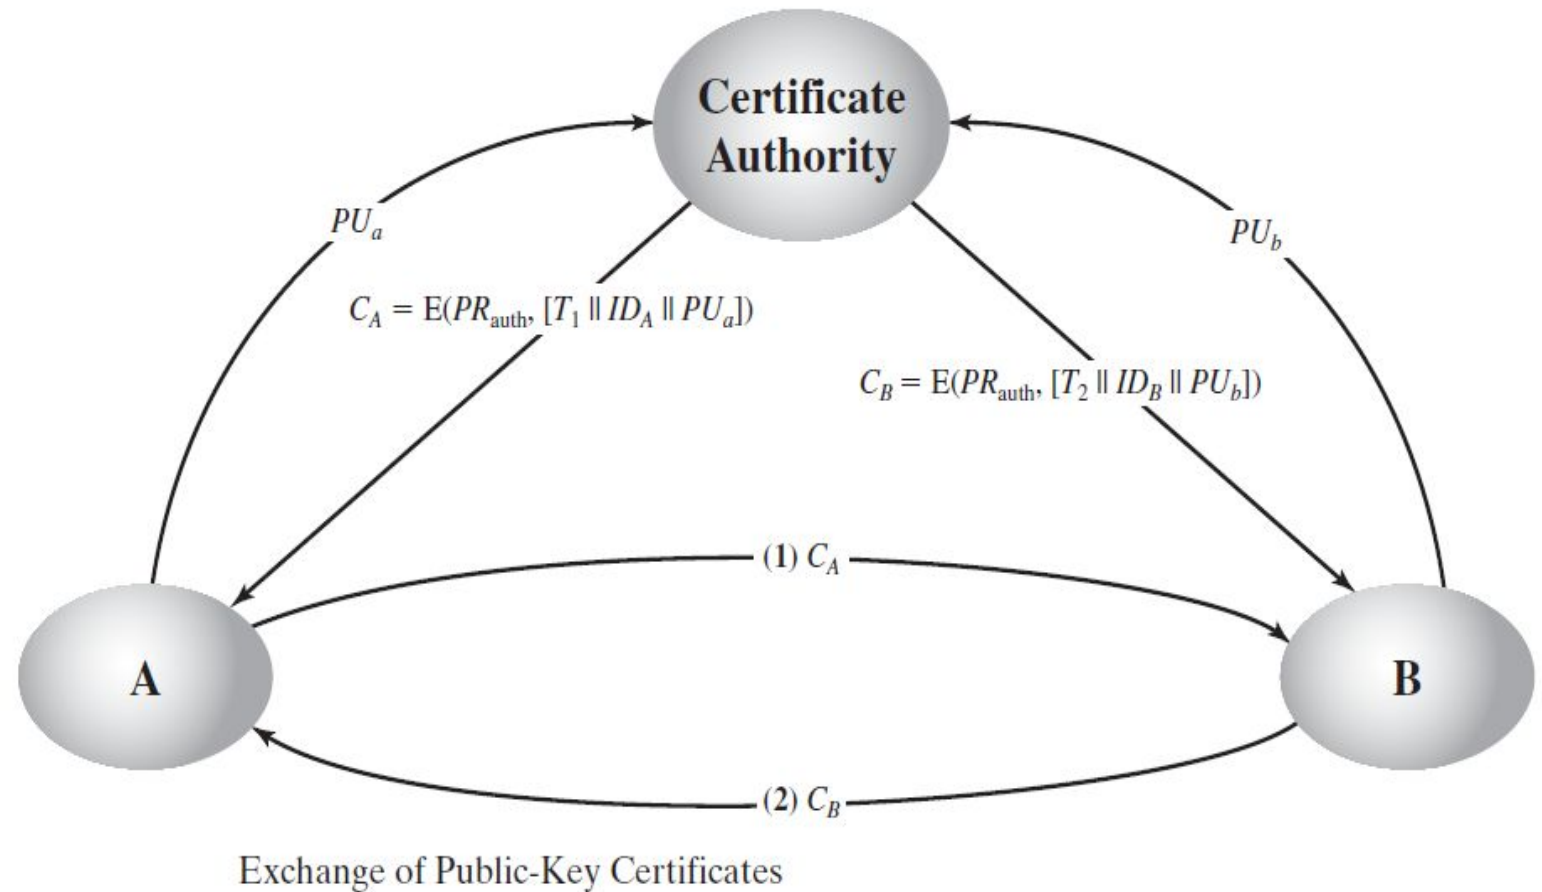 Certificate
Authority
PUa
PUb
CA = E(PRauth, [T1 || IDA || PUa])
CB = E(PRauth, [T2 || IDB || PUb])
(1) CA
A
B
(2) CB
Exchange of Public-Key Certificates